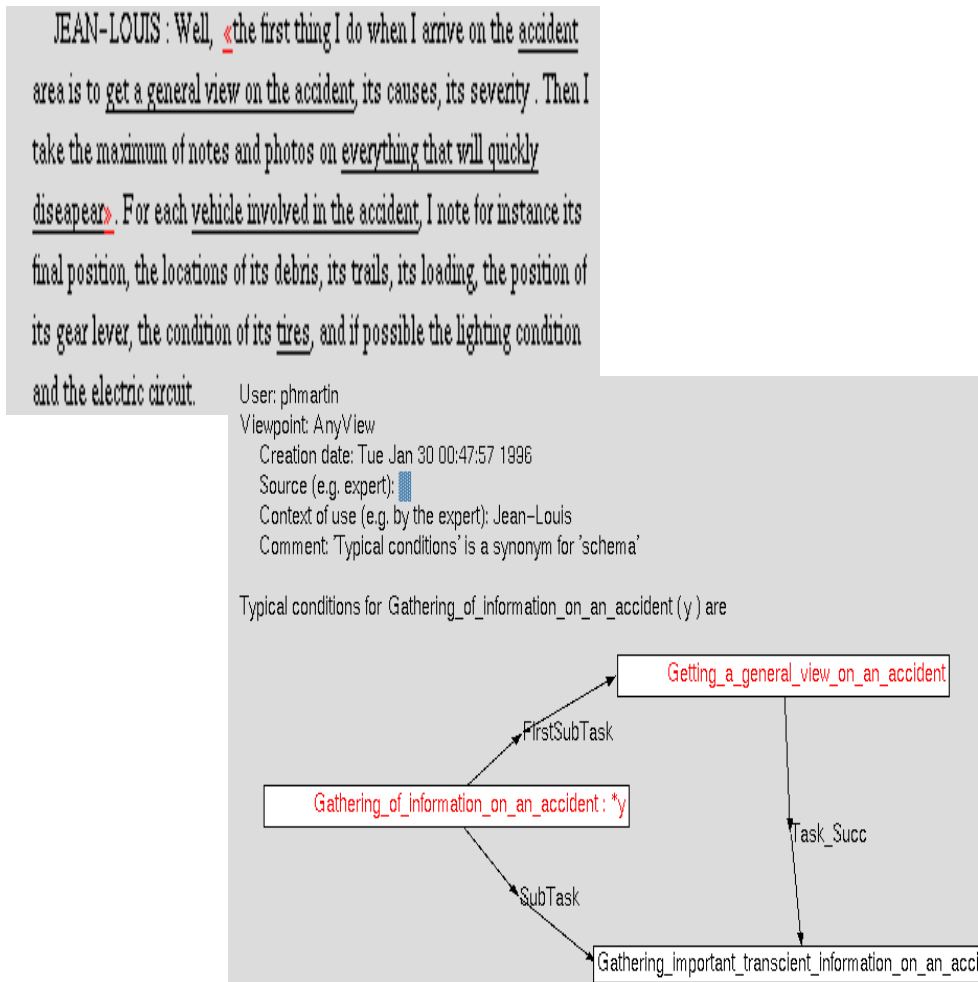 JEAN-LOUIS : Well, «the first thing I do when I arrive on the accident
area is to get a general view on the accident, its causes, its severity . Then I
take the maximum of notes and photos on everything that will quickly
diseapear» . For each vehicle involved in the accident, I note for instance its
final position, the locations of its debris, its trails, its loading, the position of
its gear lever, the condition of its tires, and if possible the lighting condition
and the electric circuit.
User: phmartin
Viewpoint: AnyView
Creation date: Tue Jan 30 00:47:57 1996
Source (e.g. expert):
Context of use (e.g. by the expert): Jean-Louis
Comment: 'Typical conditions' is a synonym for 'schema'
Typical conditions for Gathering_of_information_on_an_accident ( y ) are
Getting_a_general_view_on_an_accident
FirstSubTask
Gathering_of_information_on_an_accident : *y
Task_Succ
SubTask
Gathering_important_transcient_information_on_an_acci